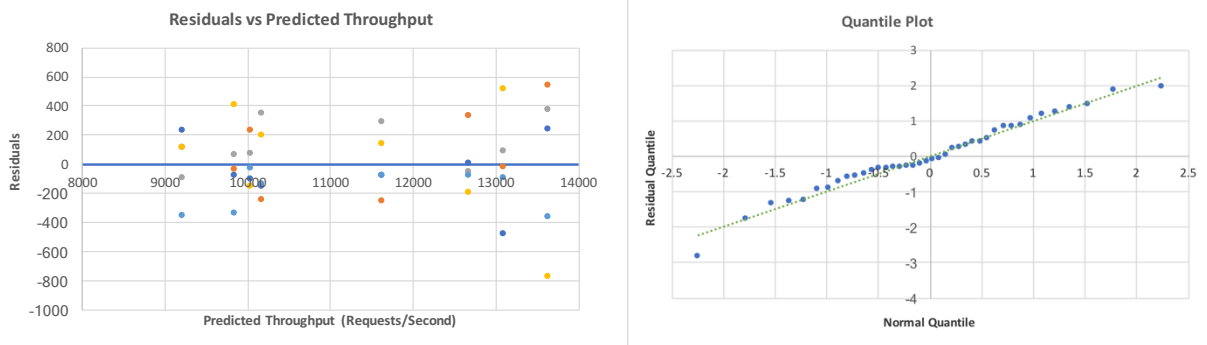 Residuals vs Predicted Throughput
800
600
400
200
0
-200
-400
-600
-800
-1000
8000 9000 10000 11000 12000 13000 14000
Residuals
Predicted Throughput (Requests/Second)
Quantile Plot
3
2
1
0
-1
-2
-3
-4
-2.5 -2 -1.5 -1 -0.5 0 0.5 1 1.5 2 2.5
Residual Quantile
Normal Quantile